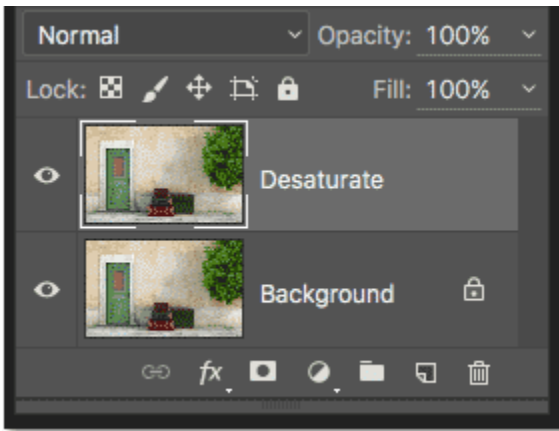 Normal Opacity: 100%
Lock: Fill: 100%
Desaturate
Background
fx